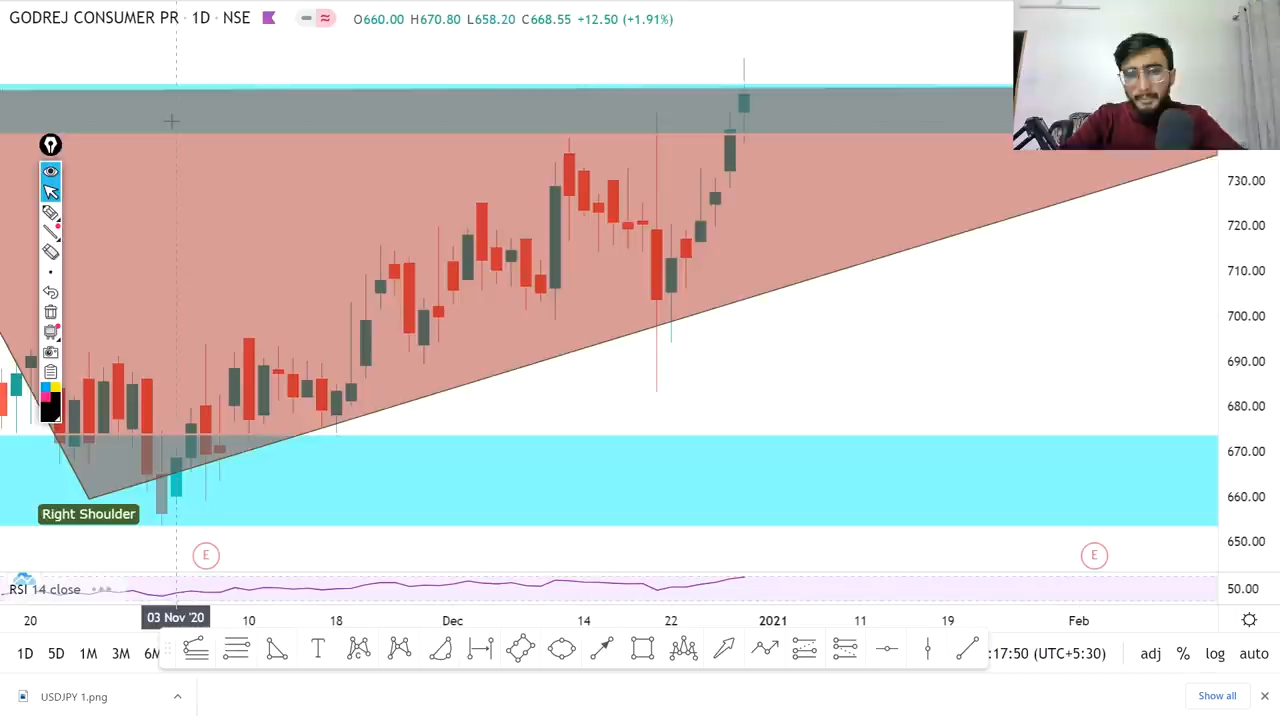 GODREJ CONSUMER PR · 1D · NSE O660.00 H670.80 L658.20 C668.55 +12.50 (+1.91%)
730.00
720.00
710.00
700.00
690.00
680.00
670.00
660.00
650.00
Right Shoulder
E
E
RSI 14 close
50.00
20
03 Nov '20
10
18
Dec
14
22
2021
11
19
Feb
1D 5D 1M 3M 6M
:17:50 (UTC+5:30) adj % log auto
USDJPY 1.png
Show all